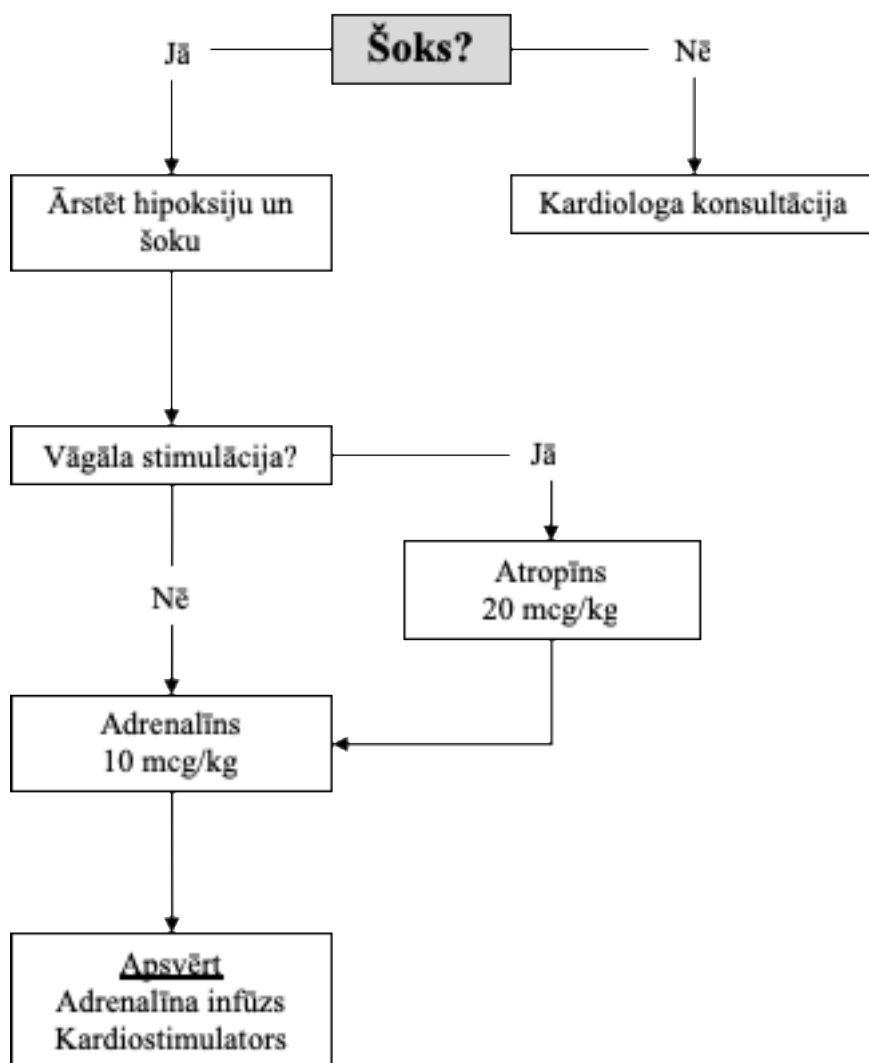 Šoks?
Jā
Nē
Ārstēt hipoksiju un
šoku
Kardiologa konsultācija
Vāgāla stimulācija?
Jā
Nē
Atropīns
20 mcg/kg
Adrenalīns
10 mcg/kg
Apsvērt
Adrenalīna infūzs
Kardiostimulators